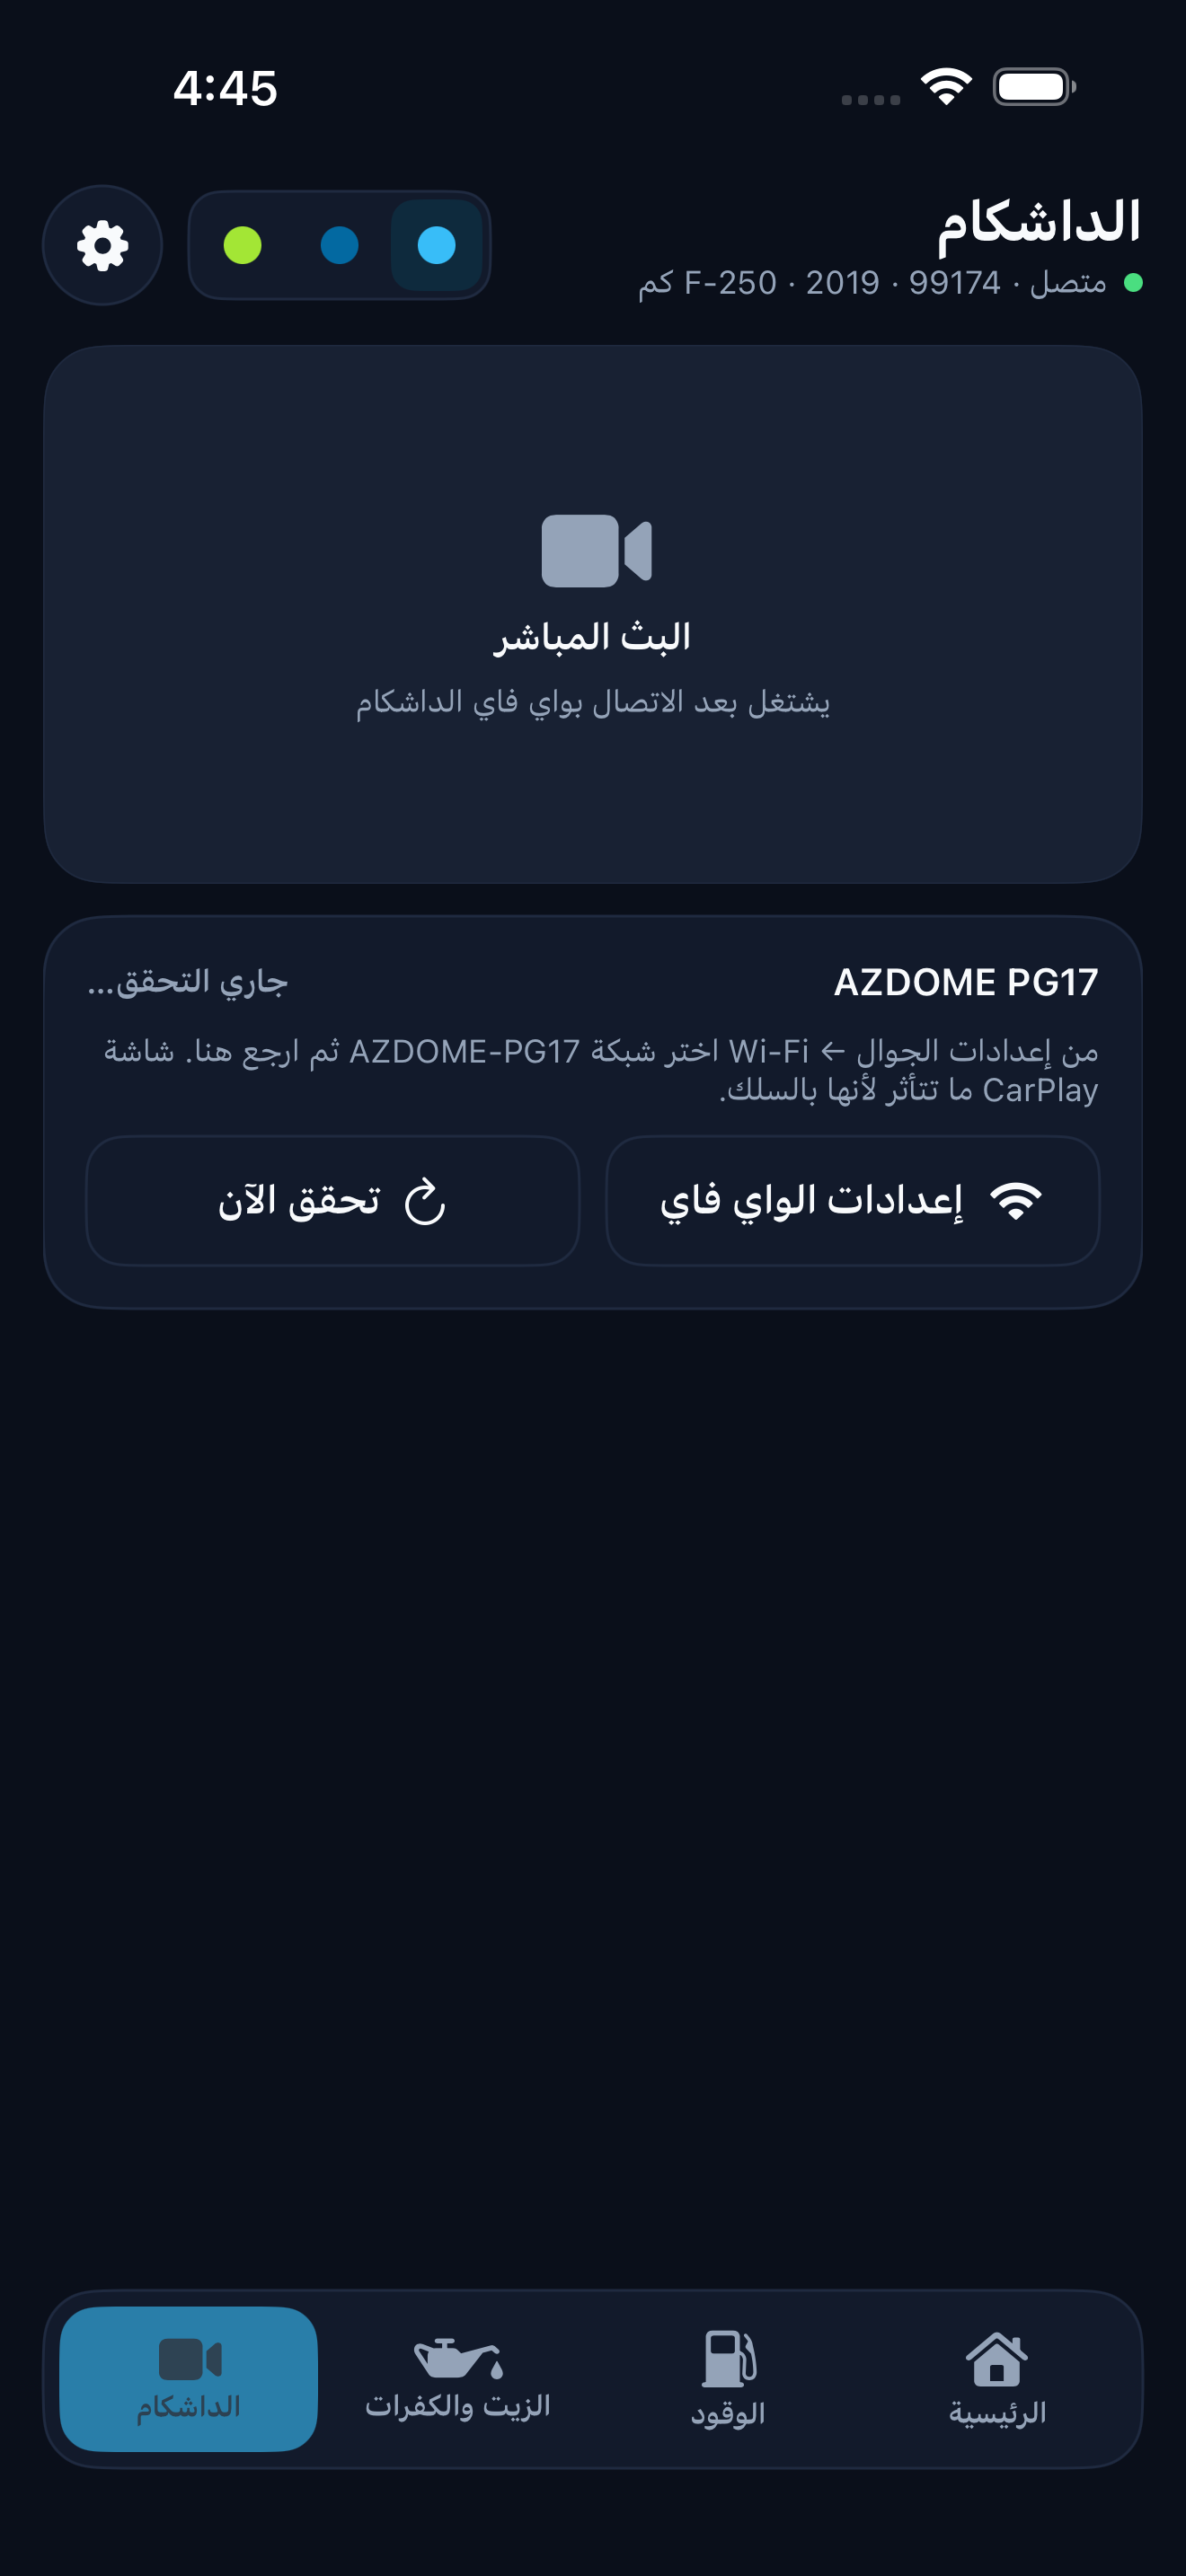 4:45
الداشكام
متصل · F-250 · 2019 · 99174 كم
البث المباشر
يشتغل بعد الاتصال بواي فاي الداشكام
AZDOME PG17
جاري التحقق...
من إعدادات الجوال ← Wi-Fi اختر شبكة AZDOME-PG17 ثم ارجع هنا. شاشة
CarPlay ما تتأثر لأنها بالسلك.
إعدادات الواي فاي
تحقق الآن
الرئيسية
الوقود
الزيت والكفرات
الداشكام